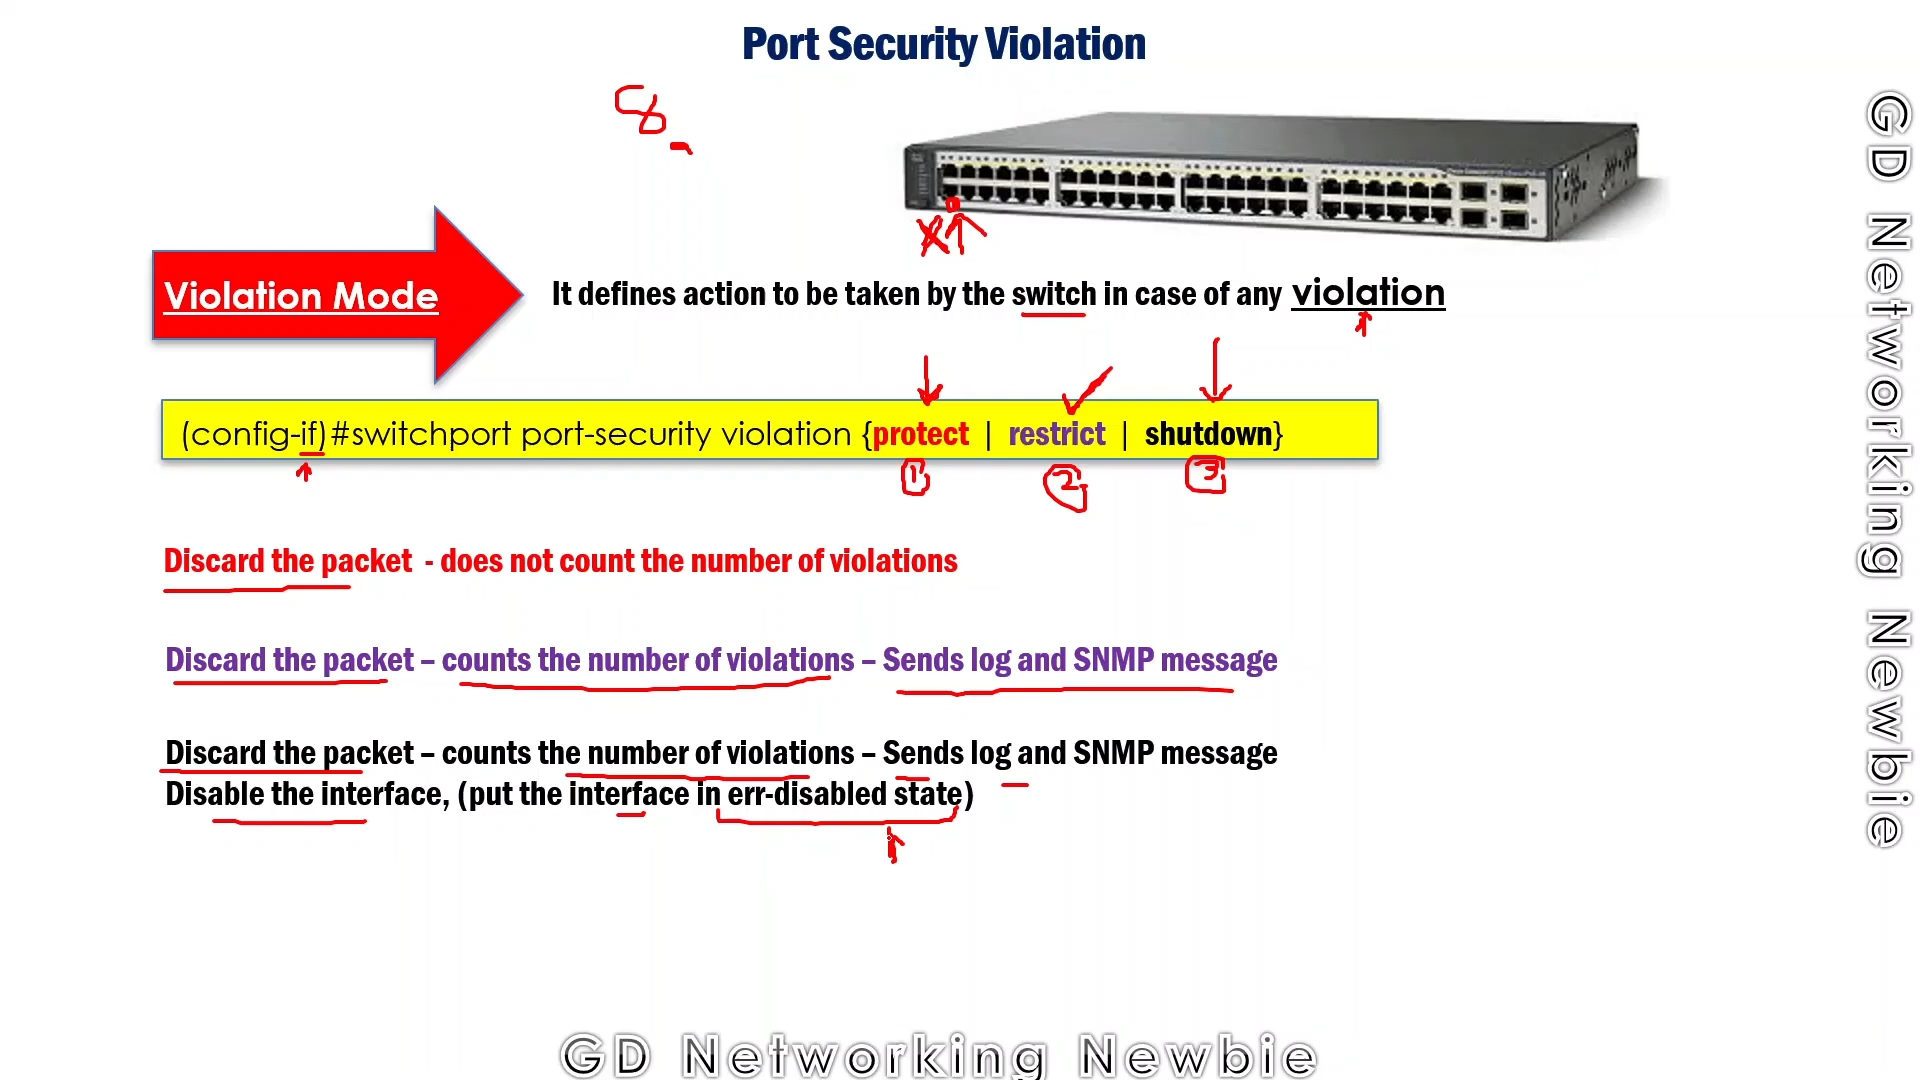 Port Security Violation
8
Violation Mode
It defines action to be taken by the switch in case of any violation
(config-if)#switchport port-security violation {protect | restrict | shutdown}
1 2 3
Discard the packet - does not count the number of violations
Discard the packet – counts the number of violations – Sends log and SNMP message
Discard the packet – counts the number of violations – Sends log and SNMP message
Disable the interface, (put the interface in err-disabled state)
GD Networking Newbie
GD Networking Newbie